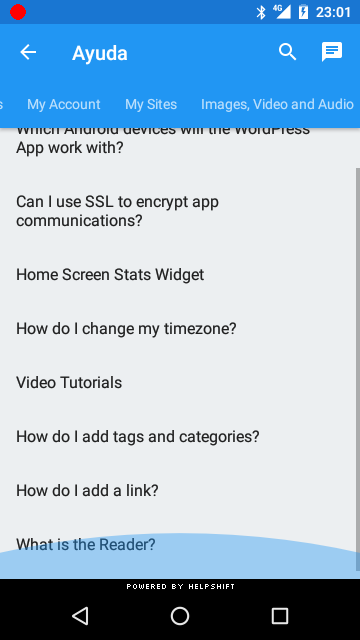 4G 23:01
Ayuda
s My Account My Sites Images, Video and Audio
Which Android devices will the WordPress
App work with?
Can I use SSL to encrypt app
communications?
Home Screen Stats Widget
How do I change my timezone?
Video Tutorials
How do I add tags and categories?
How do I add a link?
What is the Reader?
POWERED BY HELPSHIFT